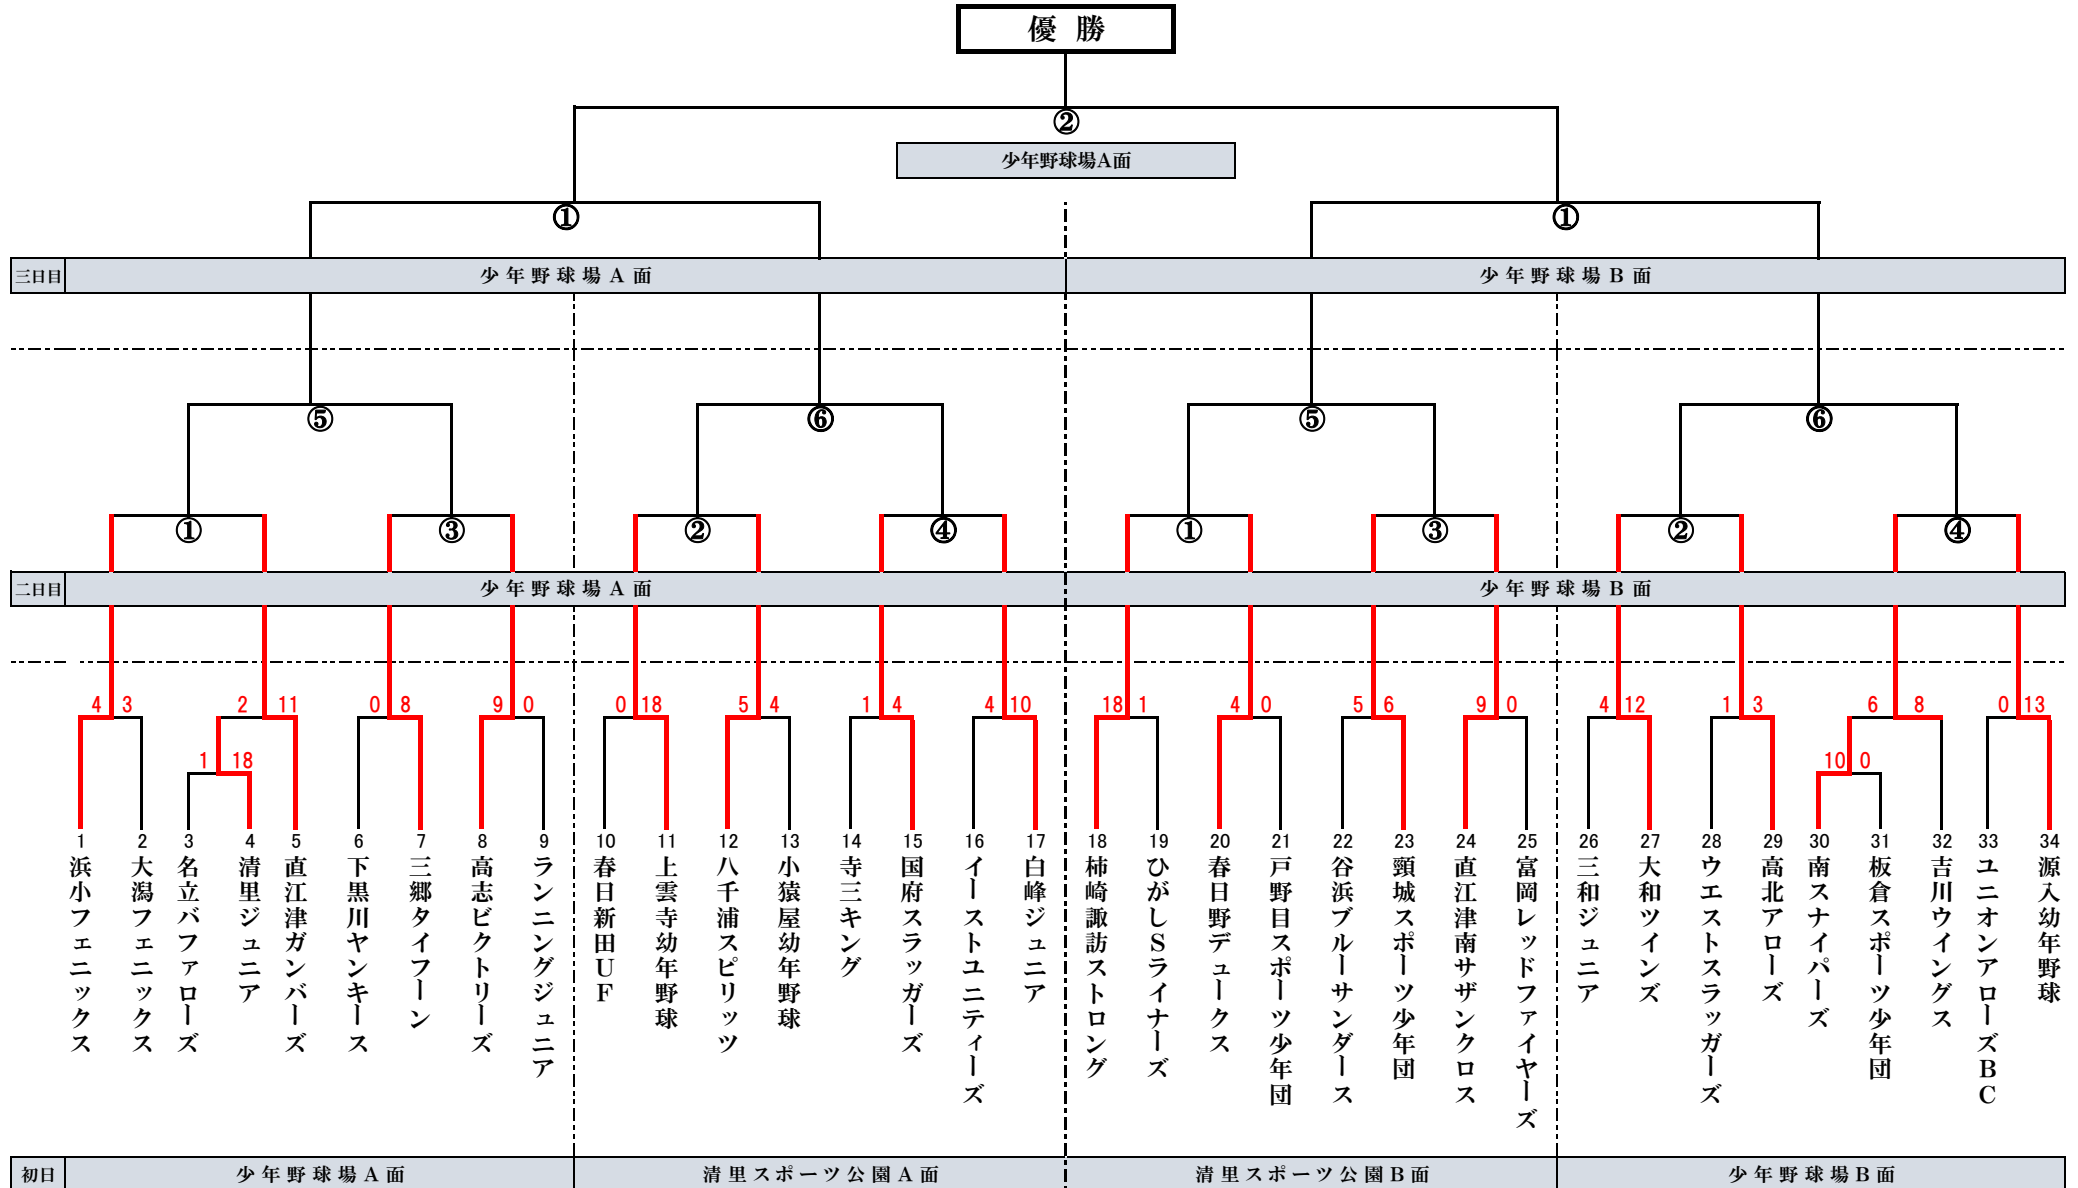 優勝
②
少年野球場A面
① ①
三日目 少年野球場A面 少年野球場B面
⑤ ⑥ ⑤ ⑥
① ③ ② ④ ① ③ ② ④
二日目 少年野球場A面 少年野球場B面
4 3 2 11 0 8 9 0 0 18 5 4 1 4 4 10 18 1 4 0 5 6 9 0 4 12 1 3 6 8 0 13
1 18 10 0
1 2 3 4 5 6 7 8 9 10 11 12 13 14 15 16 17 18 19 20 21 22 23 24 25 26 27 28 29 30 31 32 33 34
浜小フェニックス
大潟フェニックス
名立バファローズ
清里ジュニア
直江津ガンバーズ
下黒川ヤンキース
三郷タイフーン
高志ビクトリーズ
ランニングジュニア
春日新田UF
上雲寺幼年野球
八千浦スピリッツ
小猿屋幼年野球
寺三キング
国府スラッガーズ
イーストユニティーズ
白峰ジュニア
柿崎諏訪ストロング
ひがしSライナーズ
春日野デュークス
戸野目スポーツ少年団
谷浜ブルーサンダース
頸城スポーツ少年団
直江津南サザンクロス
富岡レッドファイヤーズ
三和ジュニア
大和ツインズ
ウエストスラッガーズ
高北アローズ
南スナイパーズ
板倉スポーツ少年団
吉川ウイングス
ユニオンアローズBC
源入幼年野球
初日 少年野球場A面 清里スポーツ公園A面 清里スポーツ公園B面 少年野球場B面